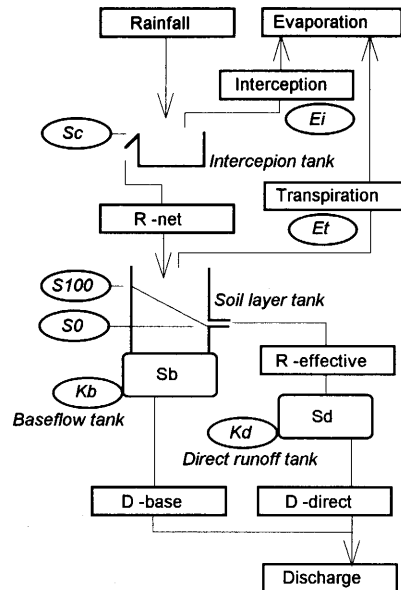 Rainfall
Evaporation
Interception
Ei
Sc
Intercepion tank
Transpiration
Et
R -net
S100
S0
Soil layer tank
R -effective
Sb
Kb
Baseflow tank
Sd
Kd
Direct runoff tank
D -base
D -direct
Discharge